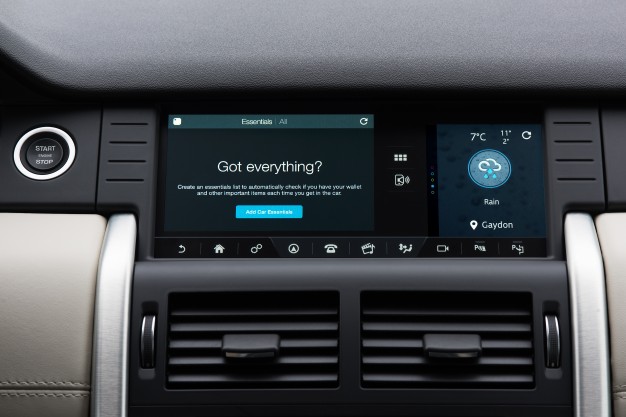 START
ENGINE
STOP
Essentials | All
Got everything?
Create an essentials list to automatically check if you have your wallet
and other important items each time you get in the car.
Add Car Essentials
7°C
11°
2°
Rain
Gaydon
A